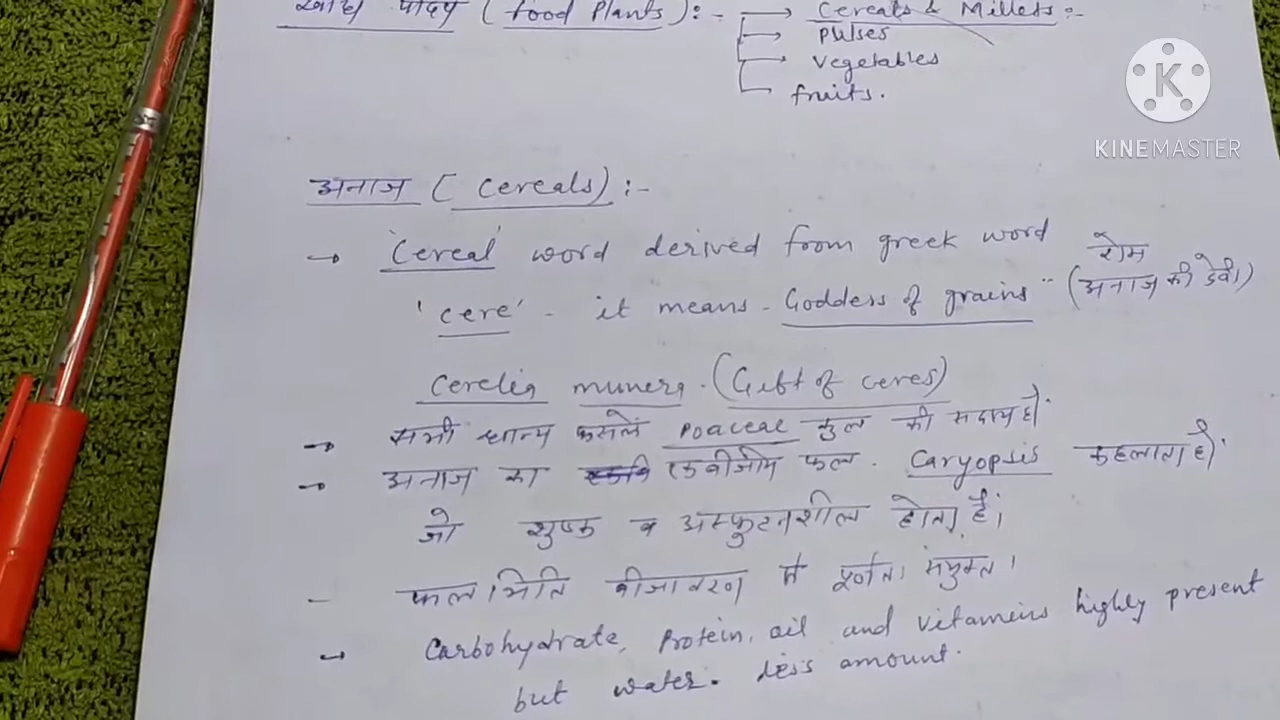 खाद्य पादप (Food Plants):- → Cereals & Millets:-
→ Pulses
→ vegetables
fruits.
अनाज (Cereals):-
→ 'Cereal' word derived from greek word रोम
'cere' - it means - Goddess of grains" (अनाज की देवी)
Cerelia munera. (Gift of ceres)
→ सभी धान्य फसलें Poaceae कुल की सदस्य है।
→ अनाज का एकबीजीय फल. Caryopsis कहलाता है।
जो शुष्क व अस्फुटनशील होता है।
- फलभित्ति बीजावरण से पूर्णतः संयुक्त।
→ Carbohydrate, Protein, oil and vitamins highly present
but water. less amount.
K
KINEMASTER